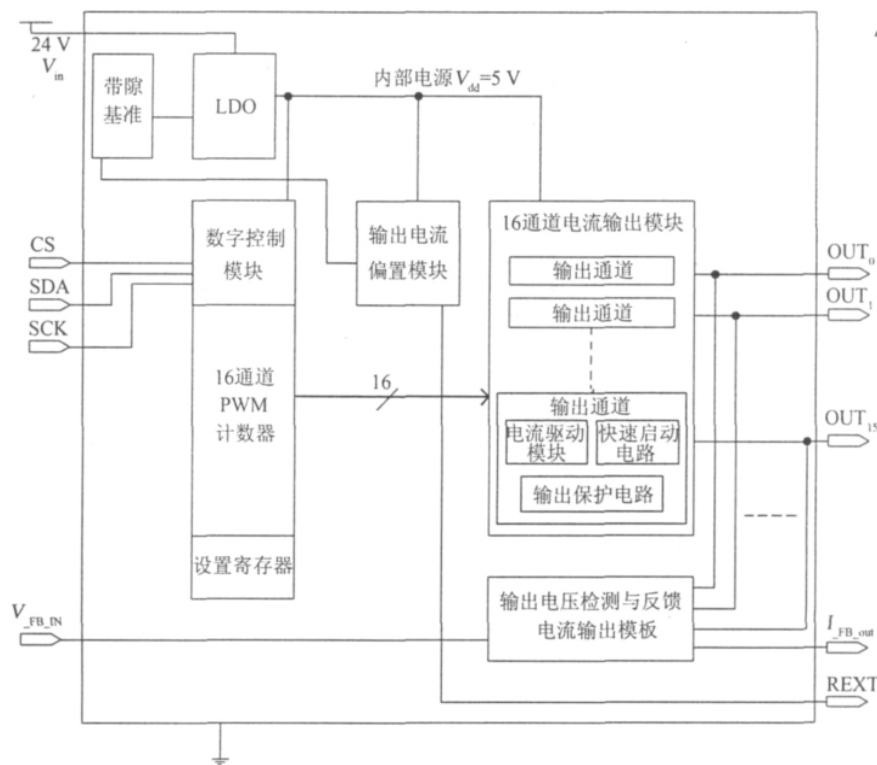 24 V
V_in
带隙
基准
LDO
内部电源V_dd=5 V
CS
SDA
SCK
数字控制
模块
输出电流
偏置模块
16通道电流输出模块
输出通道
输出通道
OUT_0
OUT_1
16通道
PWM
计数器
16
输出通道
电流驱动
模块
快速启动
电路
输出保护电路
OUT_15
设置寄存器
V_FB_IN
输出电压检测与反馈
电流输出模板
I_FB_out
REXT